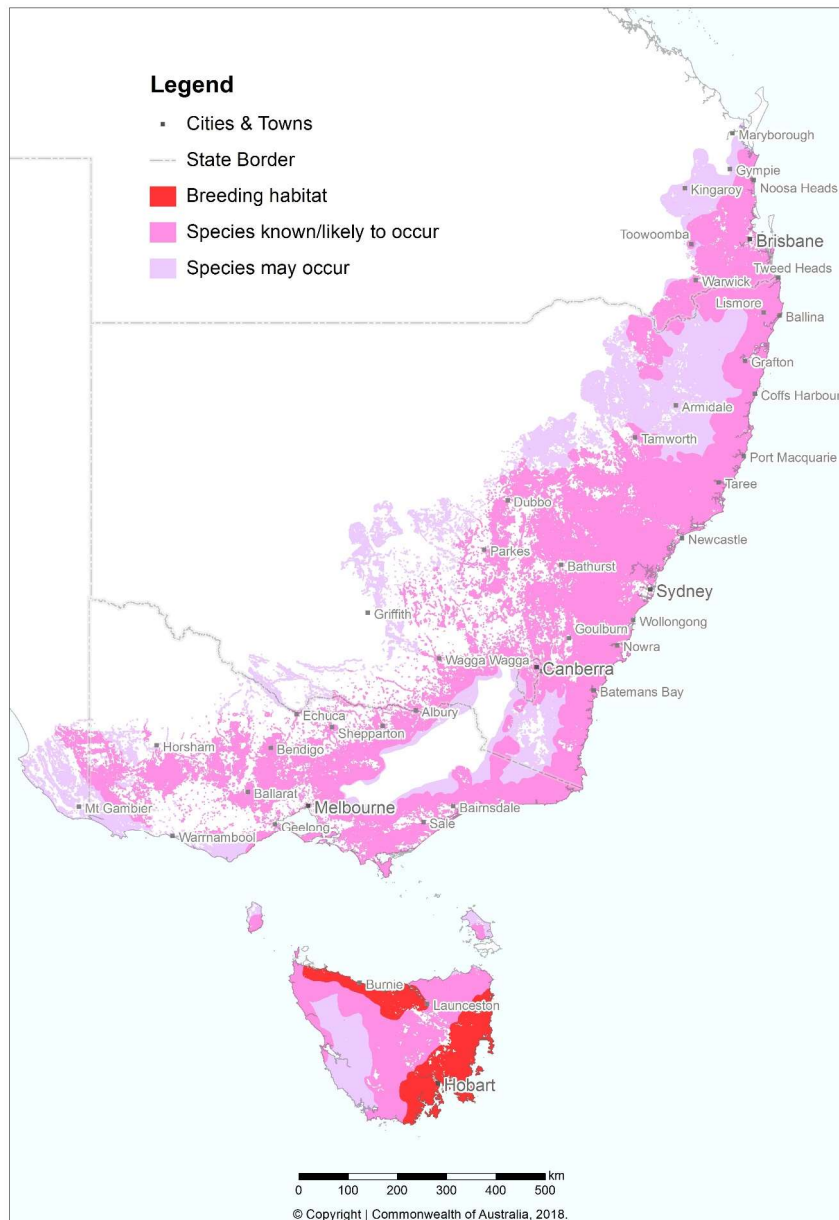 Legend
Cities & Towns
State Border
Breeding habitat
Species known/likely to occur
Species may occur
Maryborough
Gympie
Kingaroy
Noosa Heads
Toowoomba
Brisbane
Tweed Heads
Warwick
Lismore
Ballina
Grafton
Coffs Harbour
Armidale
Tamworth
Port Macquarie
Taree
Dubbo
Newcastle
Parkes
Bathurst
Sydney
Griffith
Wollongong
Goulburn
Nowra
Wagga Wagga
Canberra
Batemans Bay
Albury
Echuca
Shepparton
Horsham
Bendigo
Ballarat
Mt Gambier
Melbourne
Bairnsdale
Geelong
Sale
Warrnambool
Burnie
Launceston
Hobart
km
0 100 200 300 400 500
© Copyright | Commonwealth of Australia, 2018.